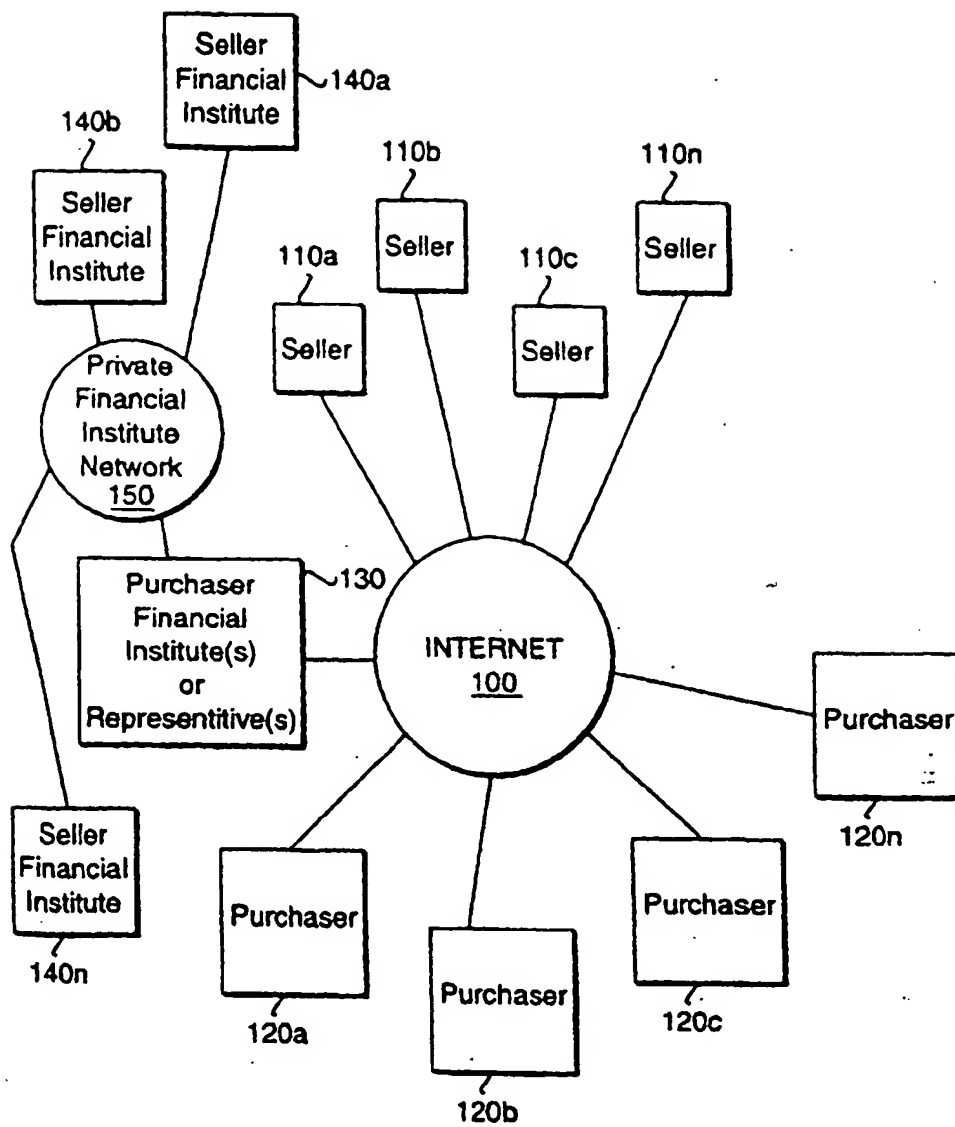 Seller
Financial
Institute
140a
140b
Seller
Financial
Institute
110b
110n
Seller
Seller
110a
110c
Seller
Seller
Private
Financial
Institute
Network
150
130
Purchaser
Financial
Institute(s)
or
Representitive(s)
INTERNET
100
Purchaser
120n
Seller
Financial
Institute
140n
Purchaser
120a
Purchaser
120b
Purchaser
120c